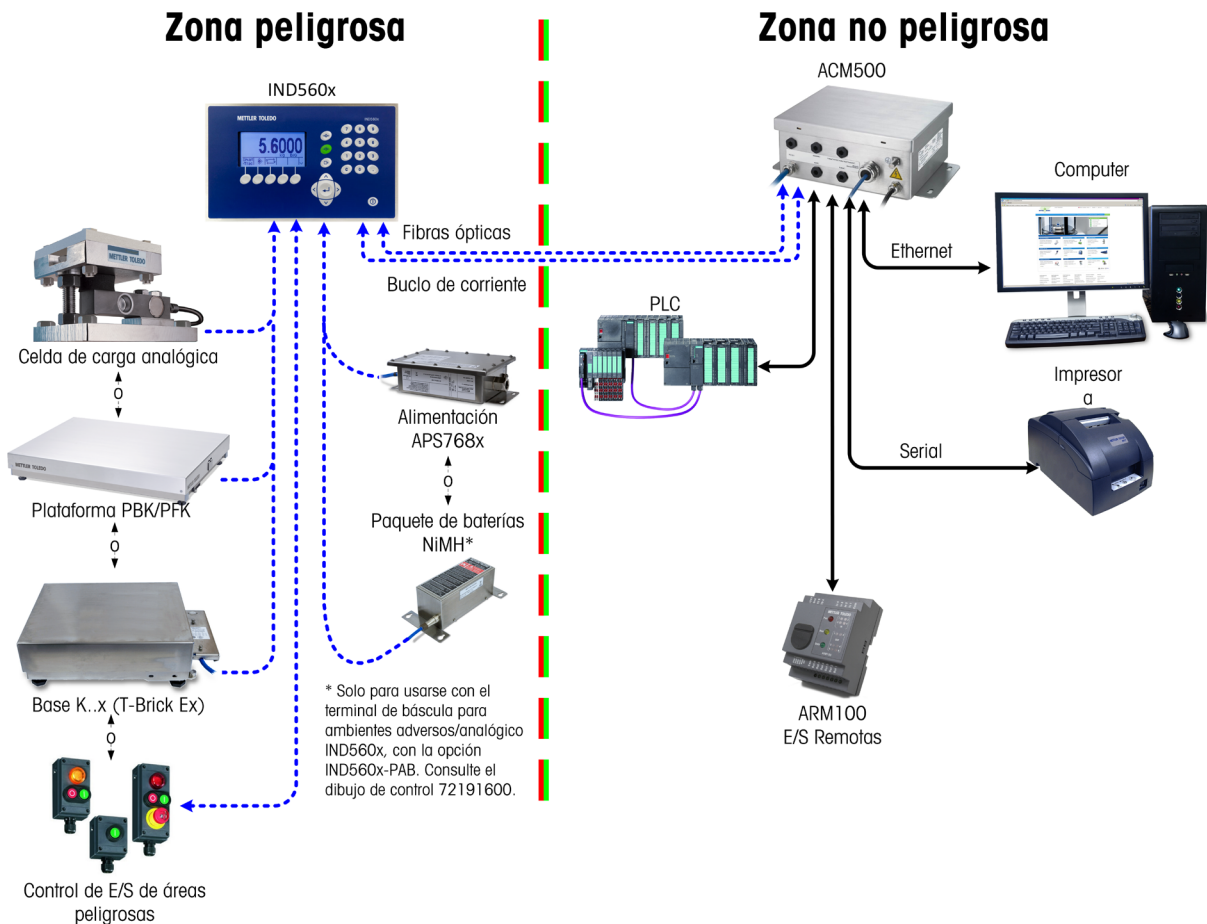 Zona peligrosa
Zona no peligrosa
IND560x
METTLER TOLEDO
IND560x
5.6000
ACM500
Computer
Fibras ópticas
Buclo de corriente
Ethernet
METTLER TOLEDO
Celda de carga analógica
O
METTLER TOLEDO
Plataforma PBK/PFK
O
Base K..x (T-Brick Ex)
O
Control de E/S de áreas
peligrosas
Alimentación
APS768x
O
Paquete de baterías
NiMH*
* Solo para usarse con el
terminal de báscula para
ambientes adversos/analógico
IND560x, con la opción
IND560x-PAB. Consulte el
dibujo de control 72191600.
PLC
Impresor
a
Serial
METTLER TOLEDO
ARM100
E/S Remotas